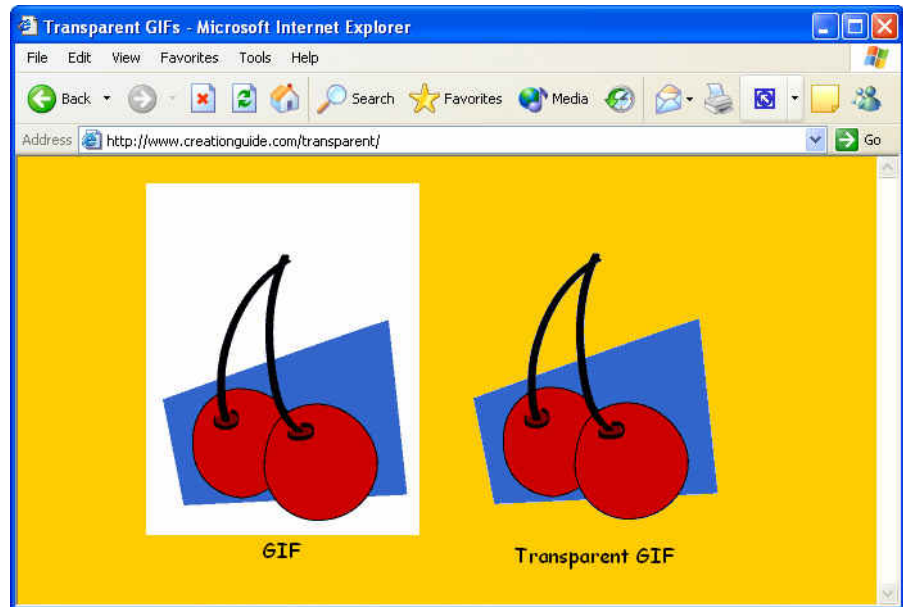 Transparent GIFs - Microsoft Internet Explorer
File Edit View Favorites Tools Help
Back Search Favorites Media
Address http://www.creationguide.com/transparent/ Go
GIF
Transparent GIF